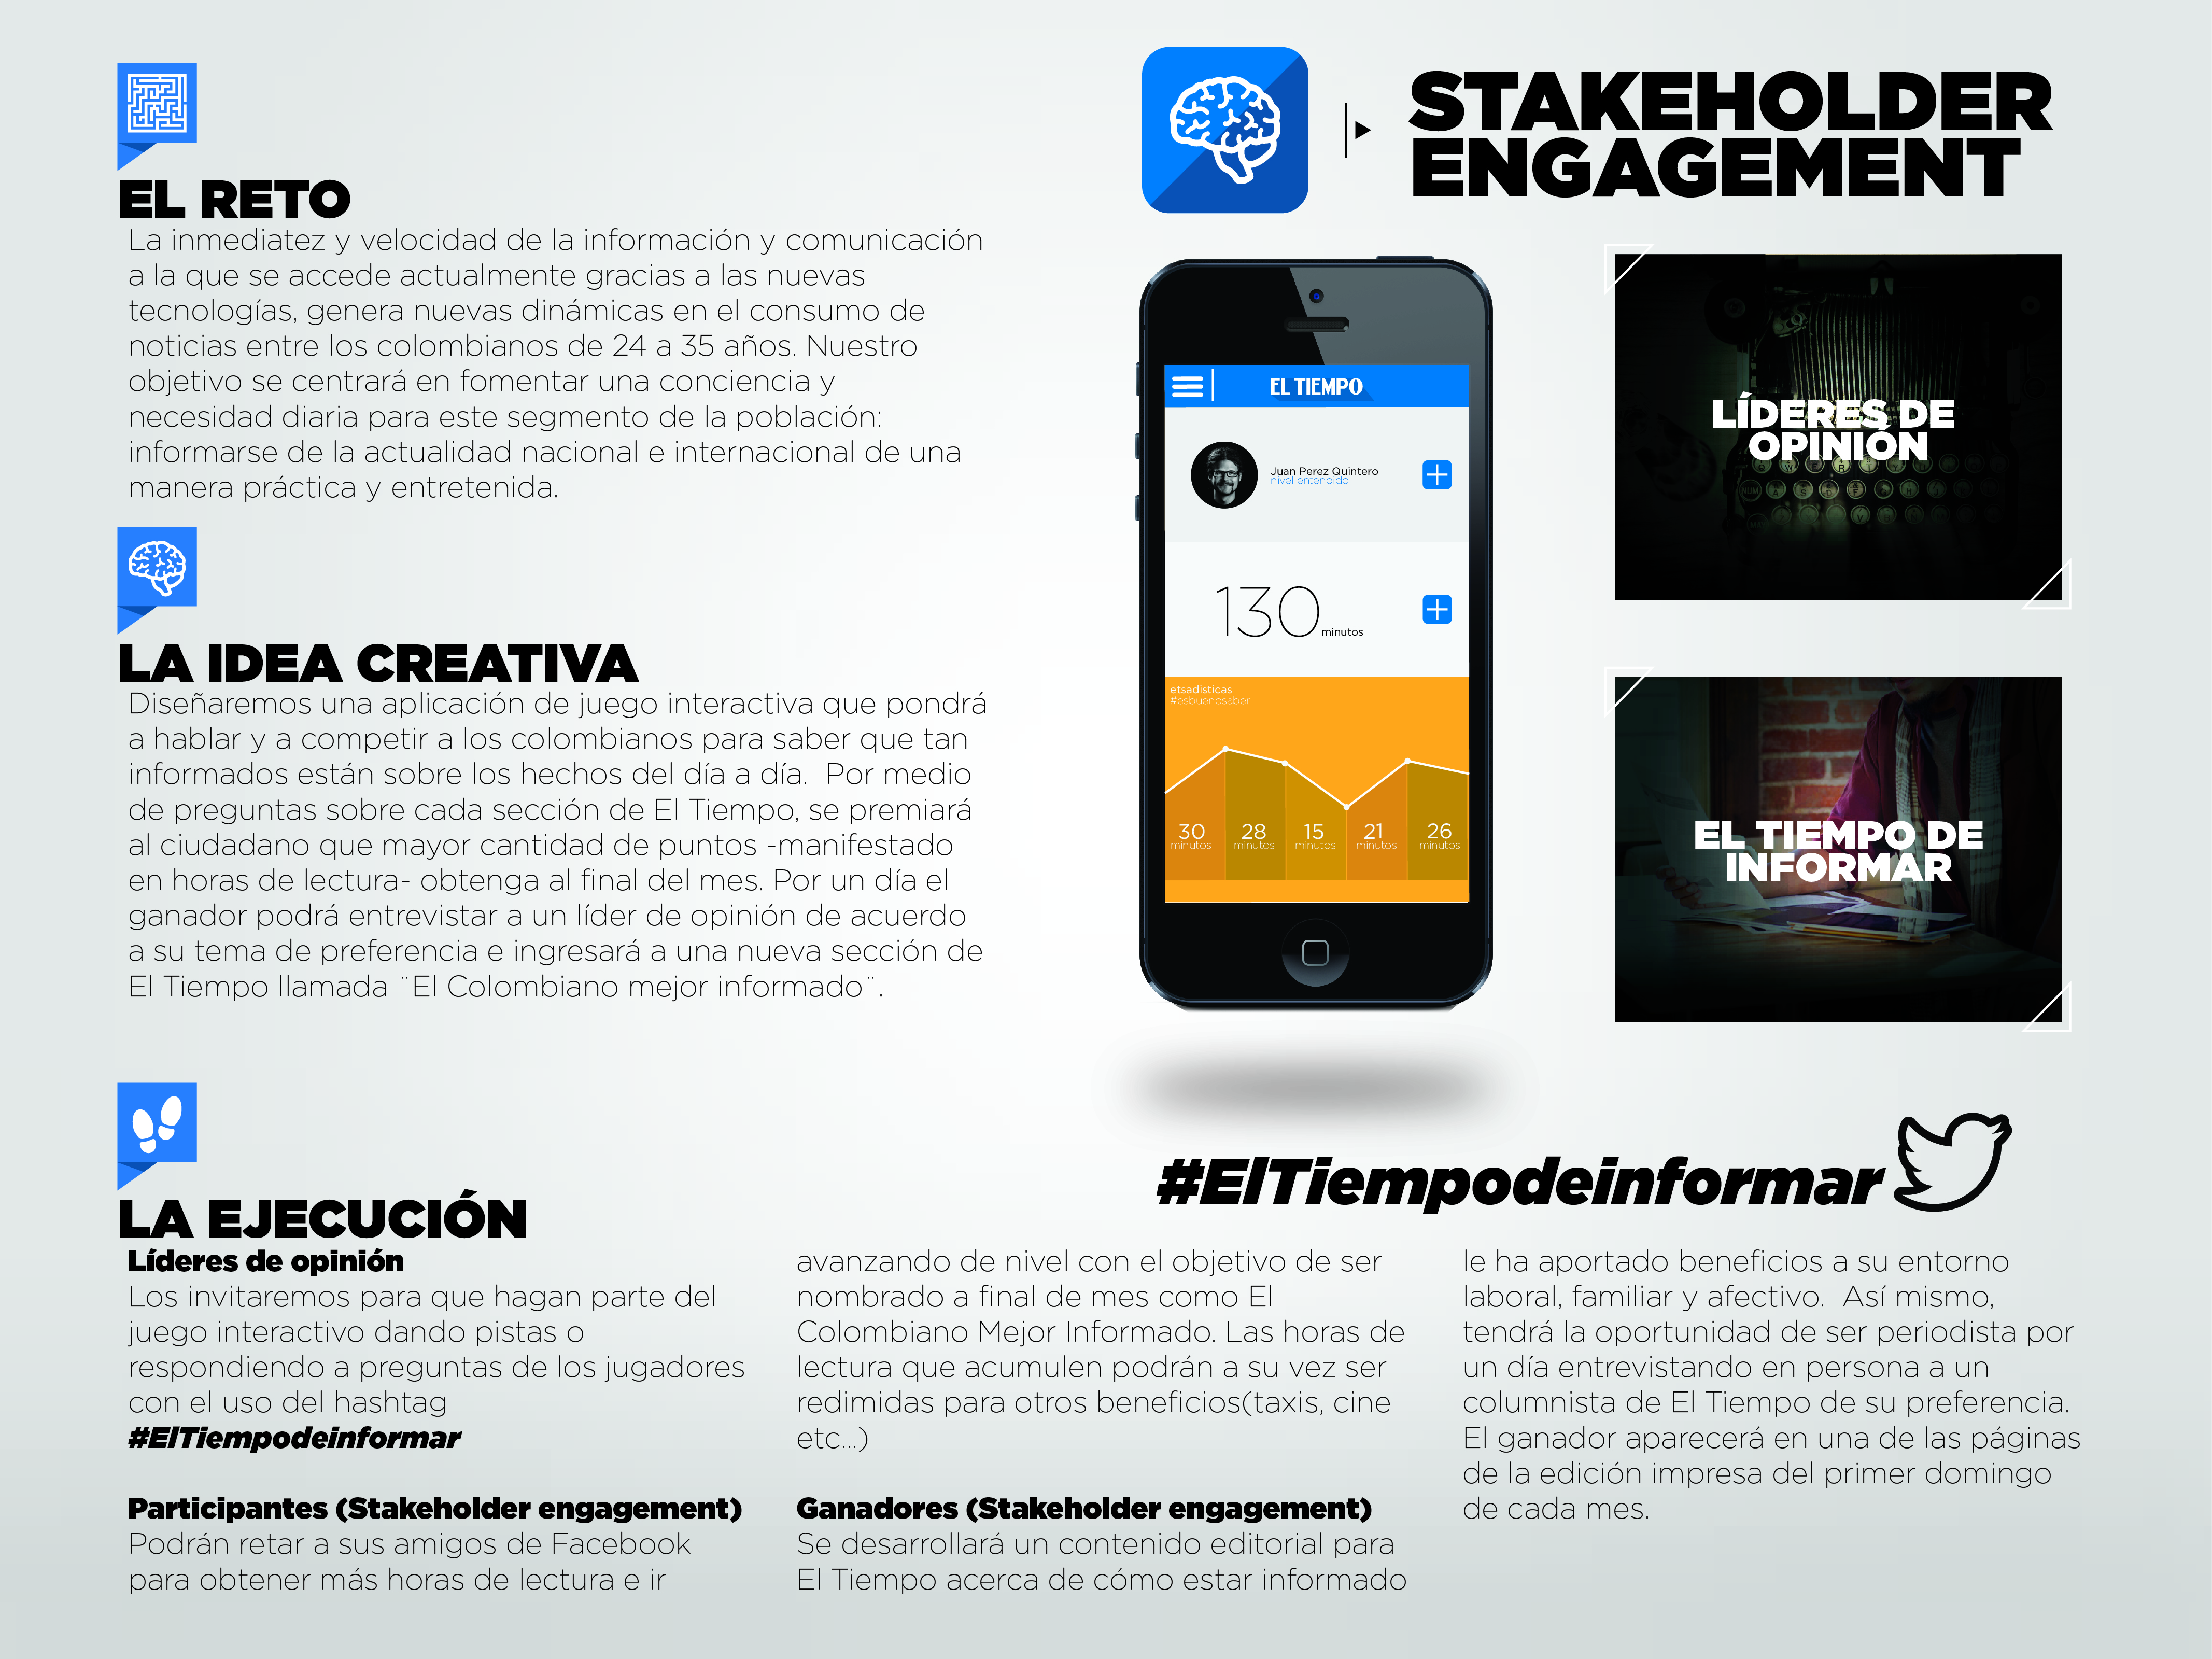 EL RETO
La inmediatez y velocidad de la información y comunicación
a la que se accede actualmente gracias a las nuevas
tecnologías, genera nuevas dinámicas en el consumo de
noticias entre los colombianos de 24 a 35 años. Nuestro
objetivo se centrará en fomentar una conciencia y
necesidad diaria para este segmento de la población:
informarse de la actualidad nacional e internacional de una
manera práctica y entretenida.
LA IDEA CREATIVA
Diseñaremos una aplicación de juego interactiva que pondrá
a hablar y a competir a los colombianos para saber que tan
informados están sobre los hechos del día a día.  Por medio
de preguntas sobre cada sección de El Tiempo, se premiará
al ciudadano que mayor cantidad de puntos -manifestado
en horas de lectura- obtenga al final del mes. Por un día el
ganador podrá entrevistar a un líder de opinión de acuerdo
a su tema de preferencia e ingresará a una nueva sección de
El Tiempo llamada ¨El Colombiano mejor informado¨.
STAKEHOLDER
ENGAGEMENT
EL TIEMPO
Juan Perez Quintero
nivel entendido
130 minutos
etsadisticas
#esbuenosaber
30 28 15 21 26
minutos minutos minutos minutos minutos
LÍDERES DE
OPINIÓN
EL TIEMPO DE
INFORMAR
#ElTiempodeinformar
LA EJECUCIÓN
Líderes de opinión
Los invitaremos para que hagan parte del
juego interactivo dando pistas o
respondiendo a preguntas de los jugadores
con el uso del hashtag
#ElTiempodeinformar
Participantes (Stakeholder engagement)
Podrán retar a sus amigos de Facebook
para obtener más horas de lectura e ir
avanzando de nivel con el objetivo de ser
nombrado a final de mes como El
Colombiano Mejor Informado. Las horas de
lectura que acumulen podrán a su vez ser
redimidas para otros beneficios(taxis, cine
etc...)
Ganadores (Stakeholder engagement)
Se desarrollará un contenido editorial para
El Tiempo acerca de cómo estar informado
le ha aportado beneficios a su entorno
laboral, familiar y afectivo.  Así mismo,
tendrá la oportunidad de ser periodista por
un día entrevistando en persona a un
columnista de El Tiempo de su preferencia.
El ganador aparecerá en una de las páginas
de la edición impresa del primer domingo
de cada mes.